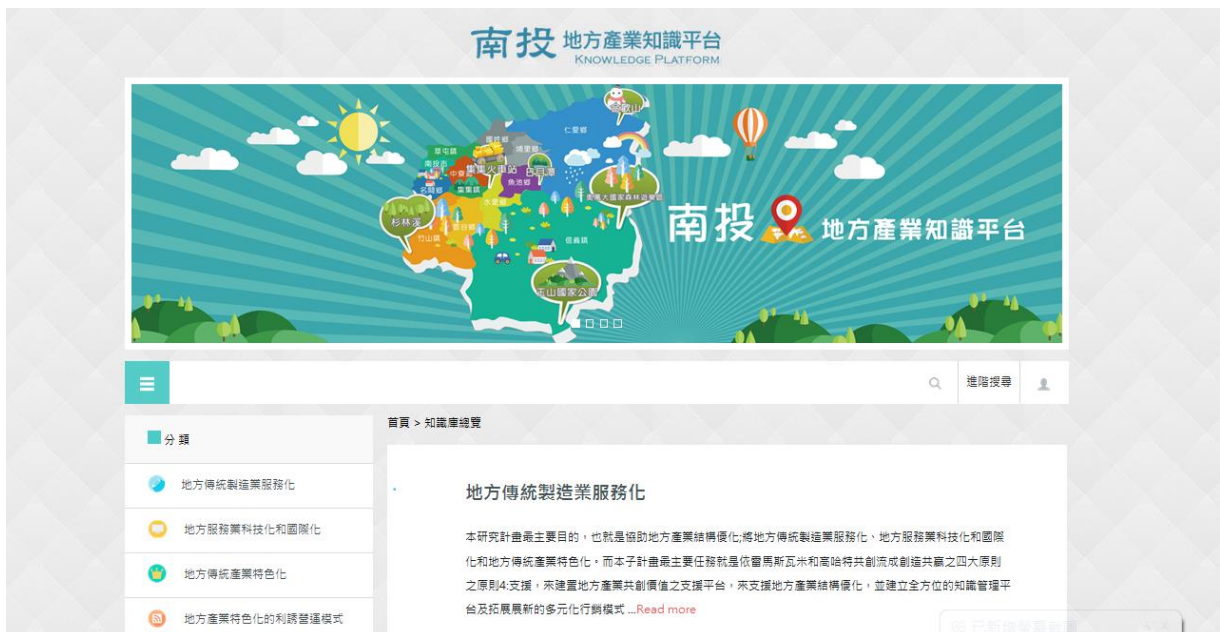 南投 地方產業知識平台
KNOWLEDGE PLATFORM
合歡山
仁愛鄉
國姓鄉
草屯鎮
埔里鄉
南投市
集集火車站
中寮鄉
日月潭
魚池鄉
名間鄉
集集鎮
水里鄉
奧萬大國家森林遊樂區
杉林溪
鹿谷鄉
竹山鎮
信義鎮
玉山國家公園
南投 地方產業知識平台
進階搜尋
首頁 > 知識庫總覽
分 類
地方傳統製造業服務化
地方服務業科技化和國際化
地方傳統產業特色化
地方產業特色化的利誘營運模式
地方傳統製造業服務化
本研究計畫最主要目的，也就是協助地方產業結構優化;將地方傳統製造業服務化、地方服務業科技化和國際
化和地方傳統產業特色化。而本子計畫最主要任務就是依雷馬斯瓦米和高哈特共創流成創造共贏之四大原則
之原則4:支援，來建置地方產業共創價值之支援平台，來支援地方產業結構優化，並建立全方位的知識管理平
台及拓展展新的多元化行銷模式 ...Read more